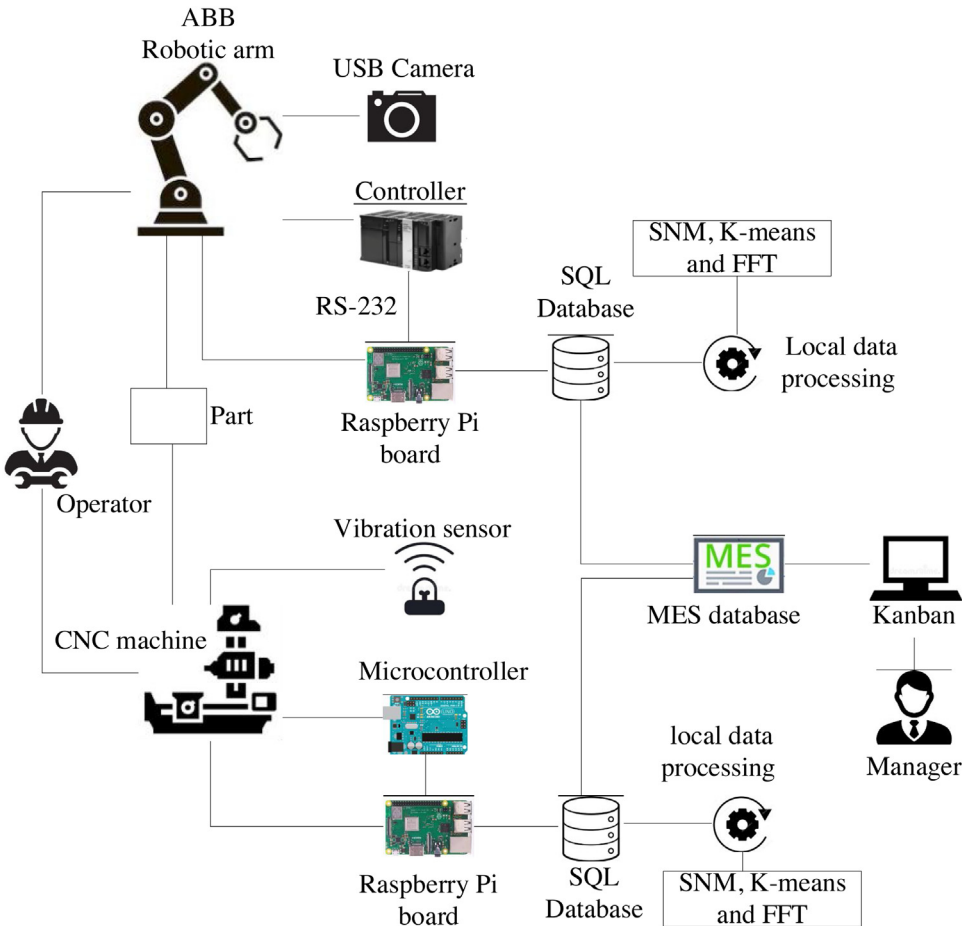 ABB
Robotic arm
USB Camera
Controller
SNM, K-means
and FFT
SQL
Database
RS-232
Local data
processing
Part
Raspberry Pi
board
Operator
Vibration sensor
MES
MES database
Kanban
CNC machine
Microcontroller
local data
processing
Manager
Raspberry Pi
board
SQL
Database
SNM, K-means
and FFT